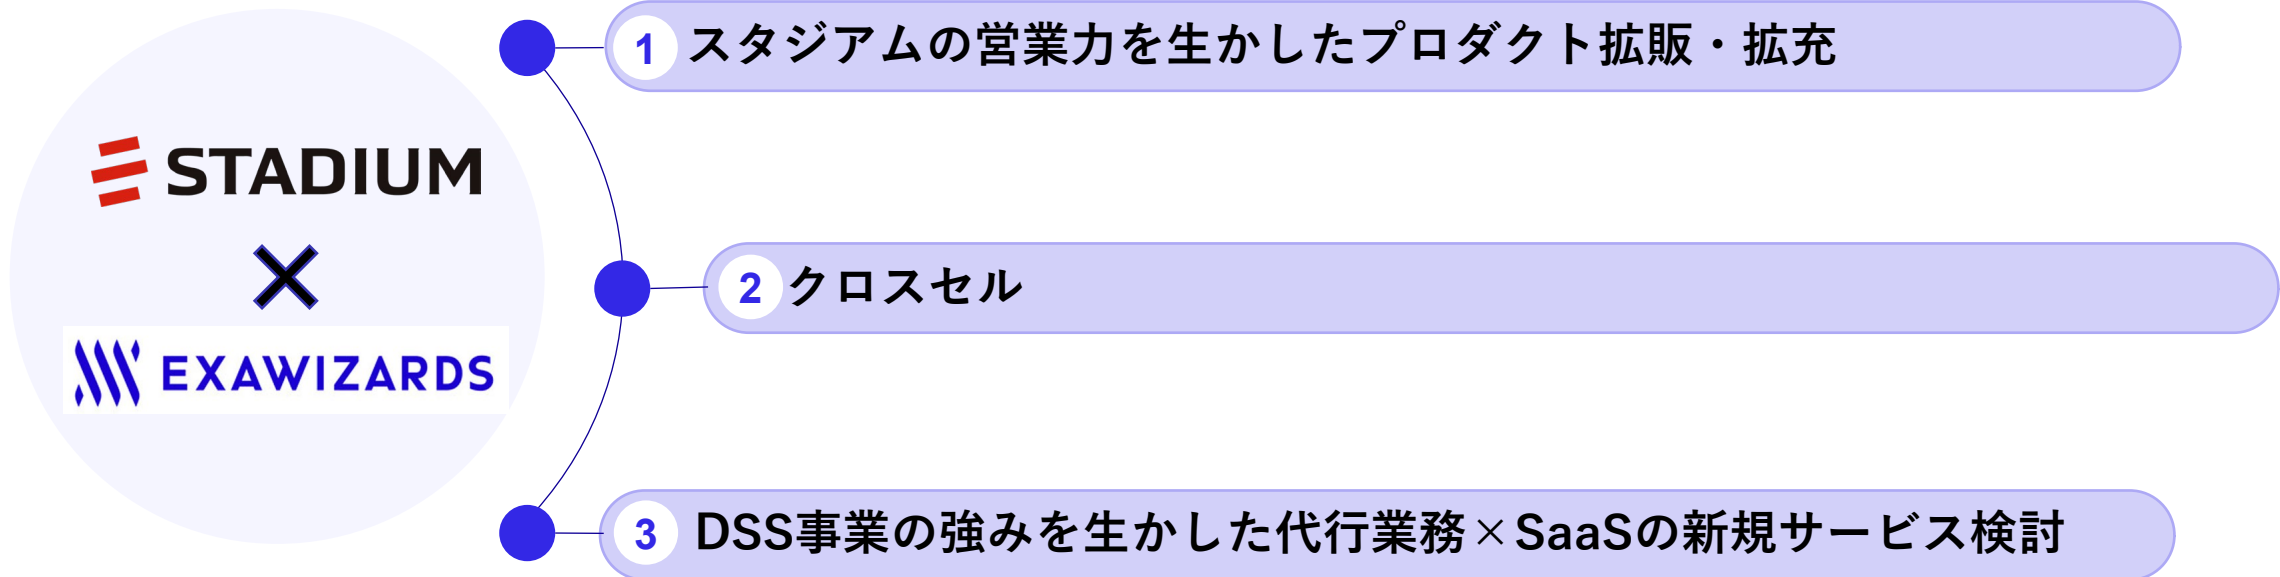 STADIUM
EXAWIZARDS
1 スタジアムの営業力を生かしたプロダクト拡販・拡充
2 クロスセル
3 DSS事業の強みを生かした代行業務×SaaSの新規サービス検討